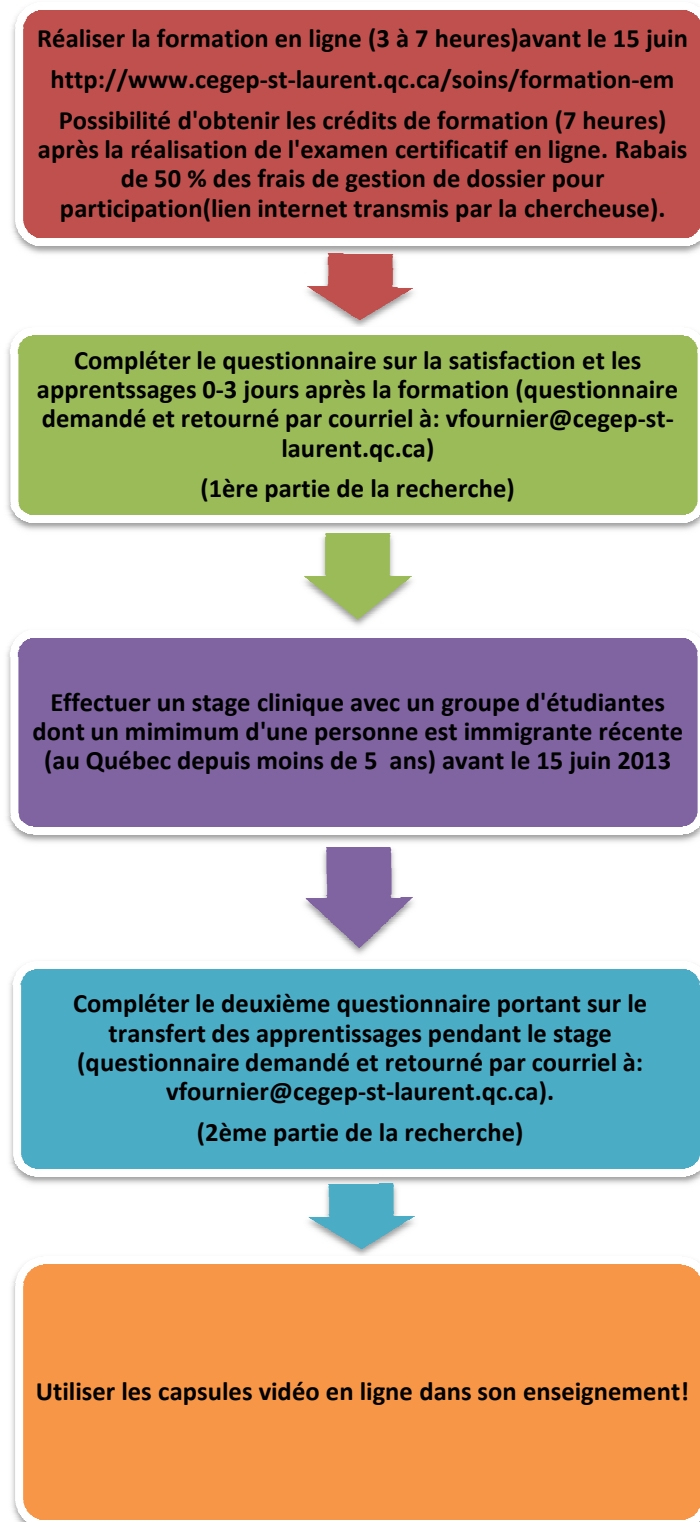 Réaliser la formation en ligne (3 à 7 heures)avant le 15 juin
http://www.cegep-st-laurent.qc.ca/soins/formation-em
Possibilité d'obtenir les crédits de formation (7 heures)
après la réalisation de l'examen certificatif en ligne. Rabais
de 50 % des frais de gestion de dossier pour
participation(lien internet transmis par la chercheuse).
Compléter le questionnaire sur la satisfaction et les
apprentssages 0-3 jours après la formation (questionnaire
demandé et retourné par courriel à: vfournier@cegep-st-
laurent.qc.ca)
(1ère partie de la recherche)
Effectuer un stage clinique avec un groupe d'étudiantes
dont un mimimum d'une personne est immigrante récente
(au Québec depuis moins de 5  ans) avant le 15 juin 2013
Compléter le deuxième questionnaire portant sur le
transfert des apprentissages pendant le stage
(questionnaire demandé et retourné par courriel à:
vfournier@cegep-st-laurent.qc.ca).
(2ème partie de la recherche)
Utiliser les capsules vidéo en ligne dans son enseignement!